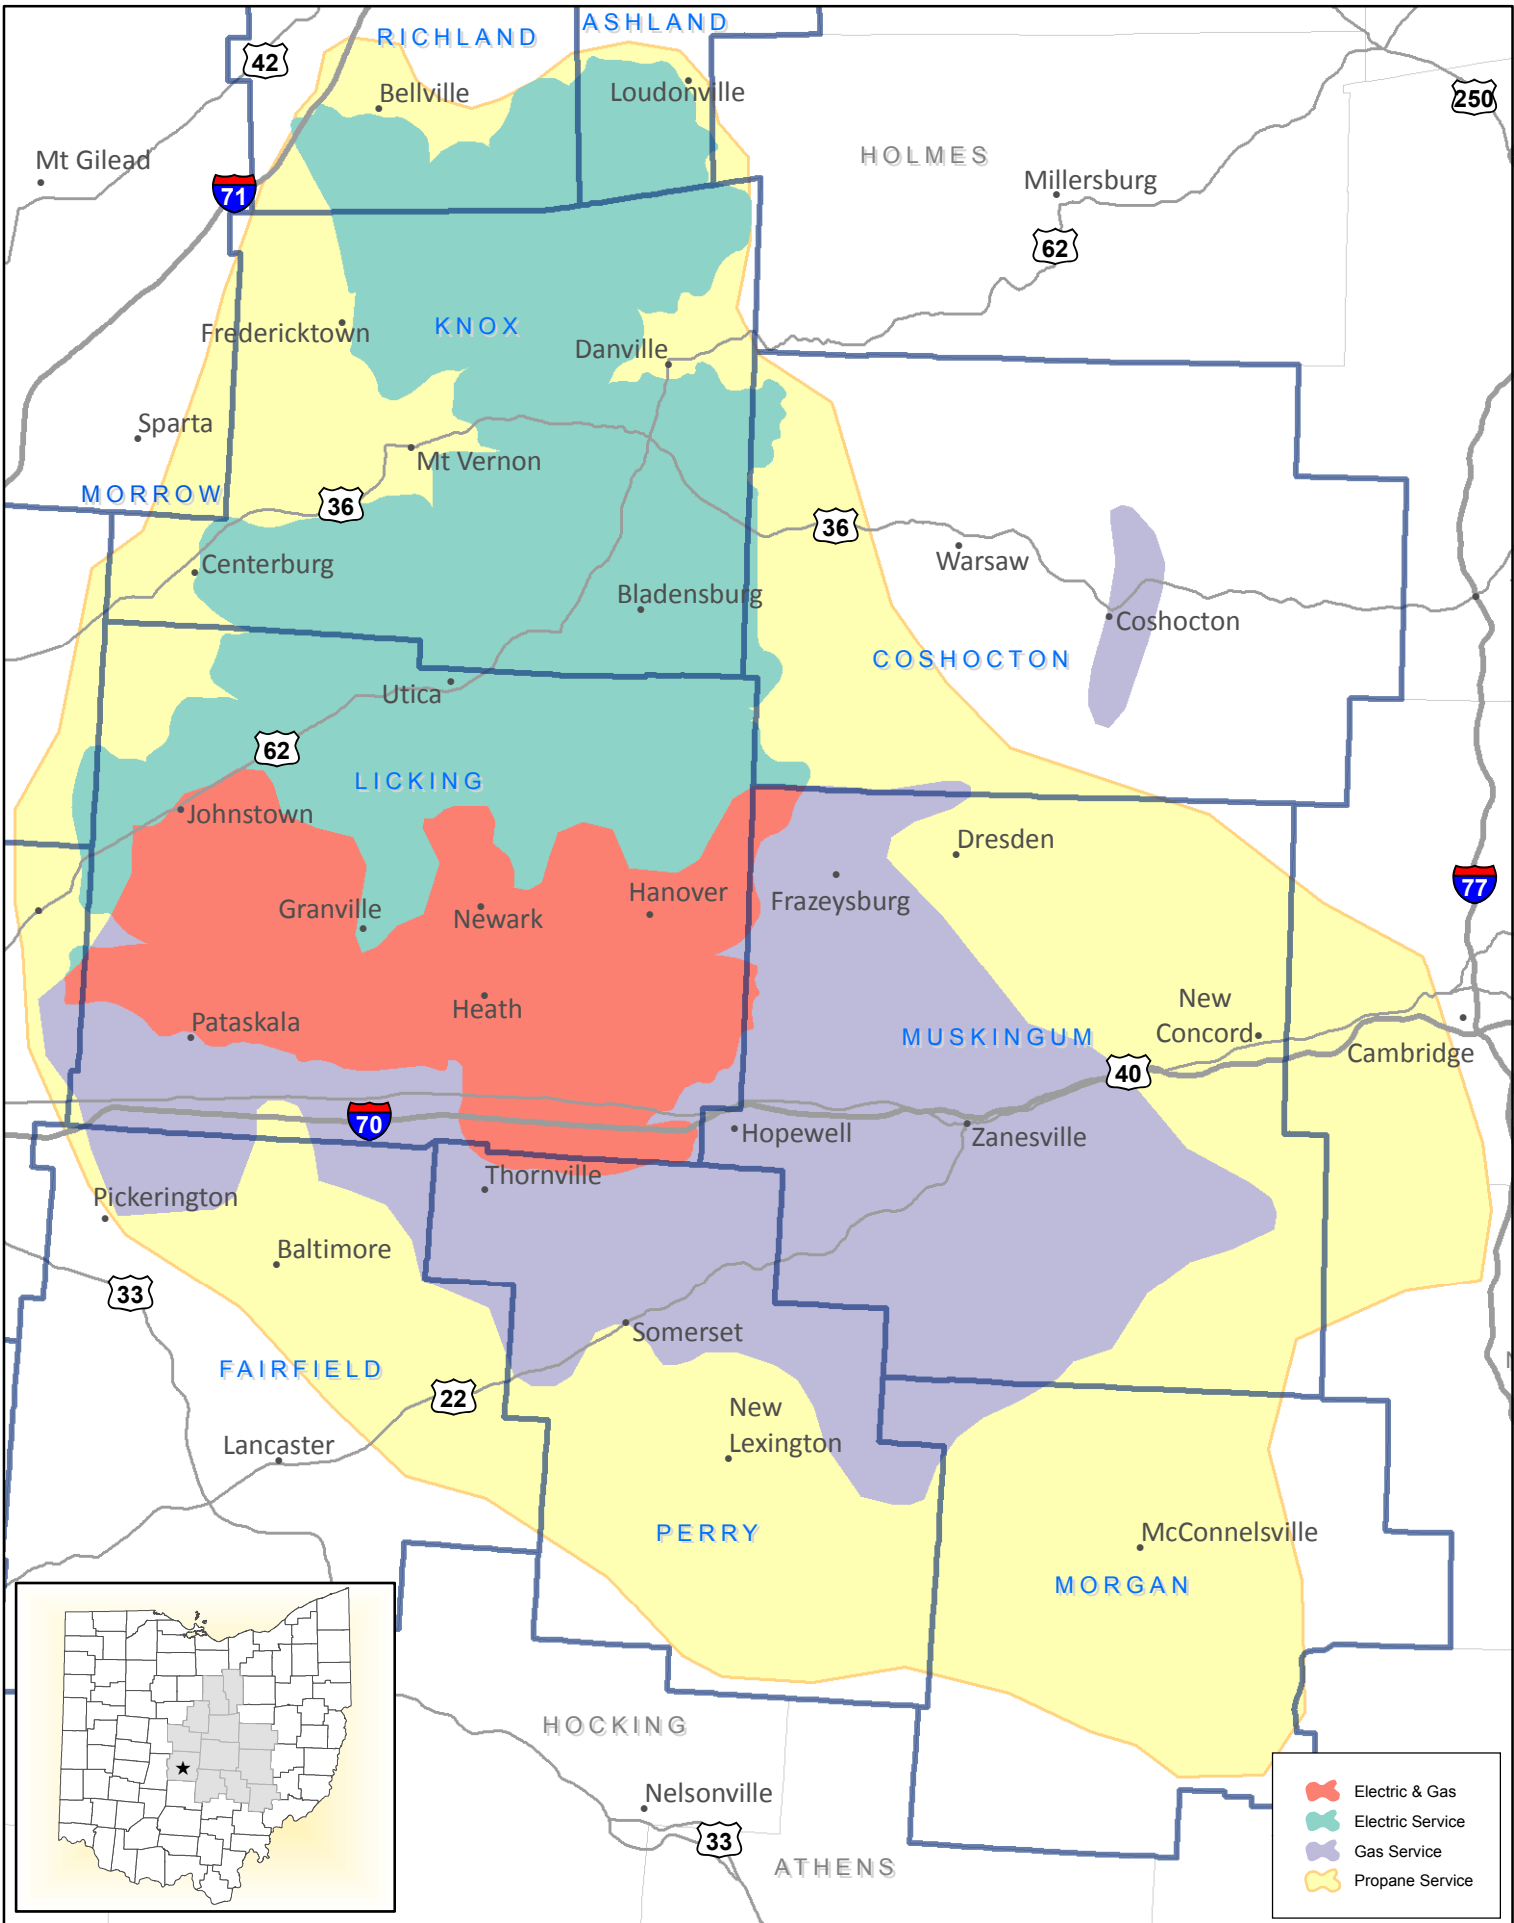 RICHLAND
ASHLAND
42
Bellville
Loudonville
250
Mt Gilead
HOLMES
71
Millersburg
62
Fredericktown
KNOX
Danville
Sparta
Mt Vernon
MORROW
36
36
Warsaw
Centerburg
Bladensburg
Coshocton
COSHOCTON
Utica
62
LICKING
Johnstown
Dresden
77
Hanover
Frazeysburg
Granville
Newark
New
Concord
Heath
Pataskala
MUSKINGUM
Cambridge
40
70
Hopewell
Zanesville
Thornville
Pickerington
Baltimore
33
Somerset
FAIRFIELD
22
New
Lexington
Lancaster
PERRY
McConnelsville
MORGAN
HOCKING
Nelsonville
33
ATHENS
Electric & Gas
Electric Service
Gas Service
Propane Service